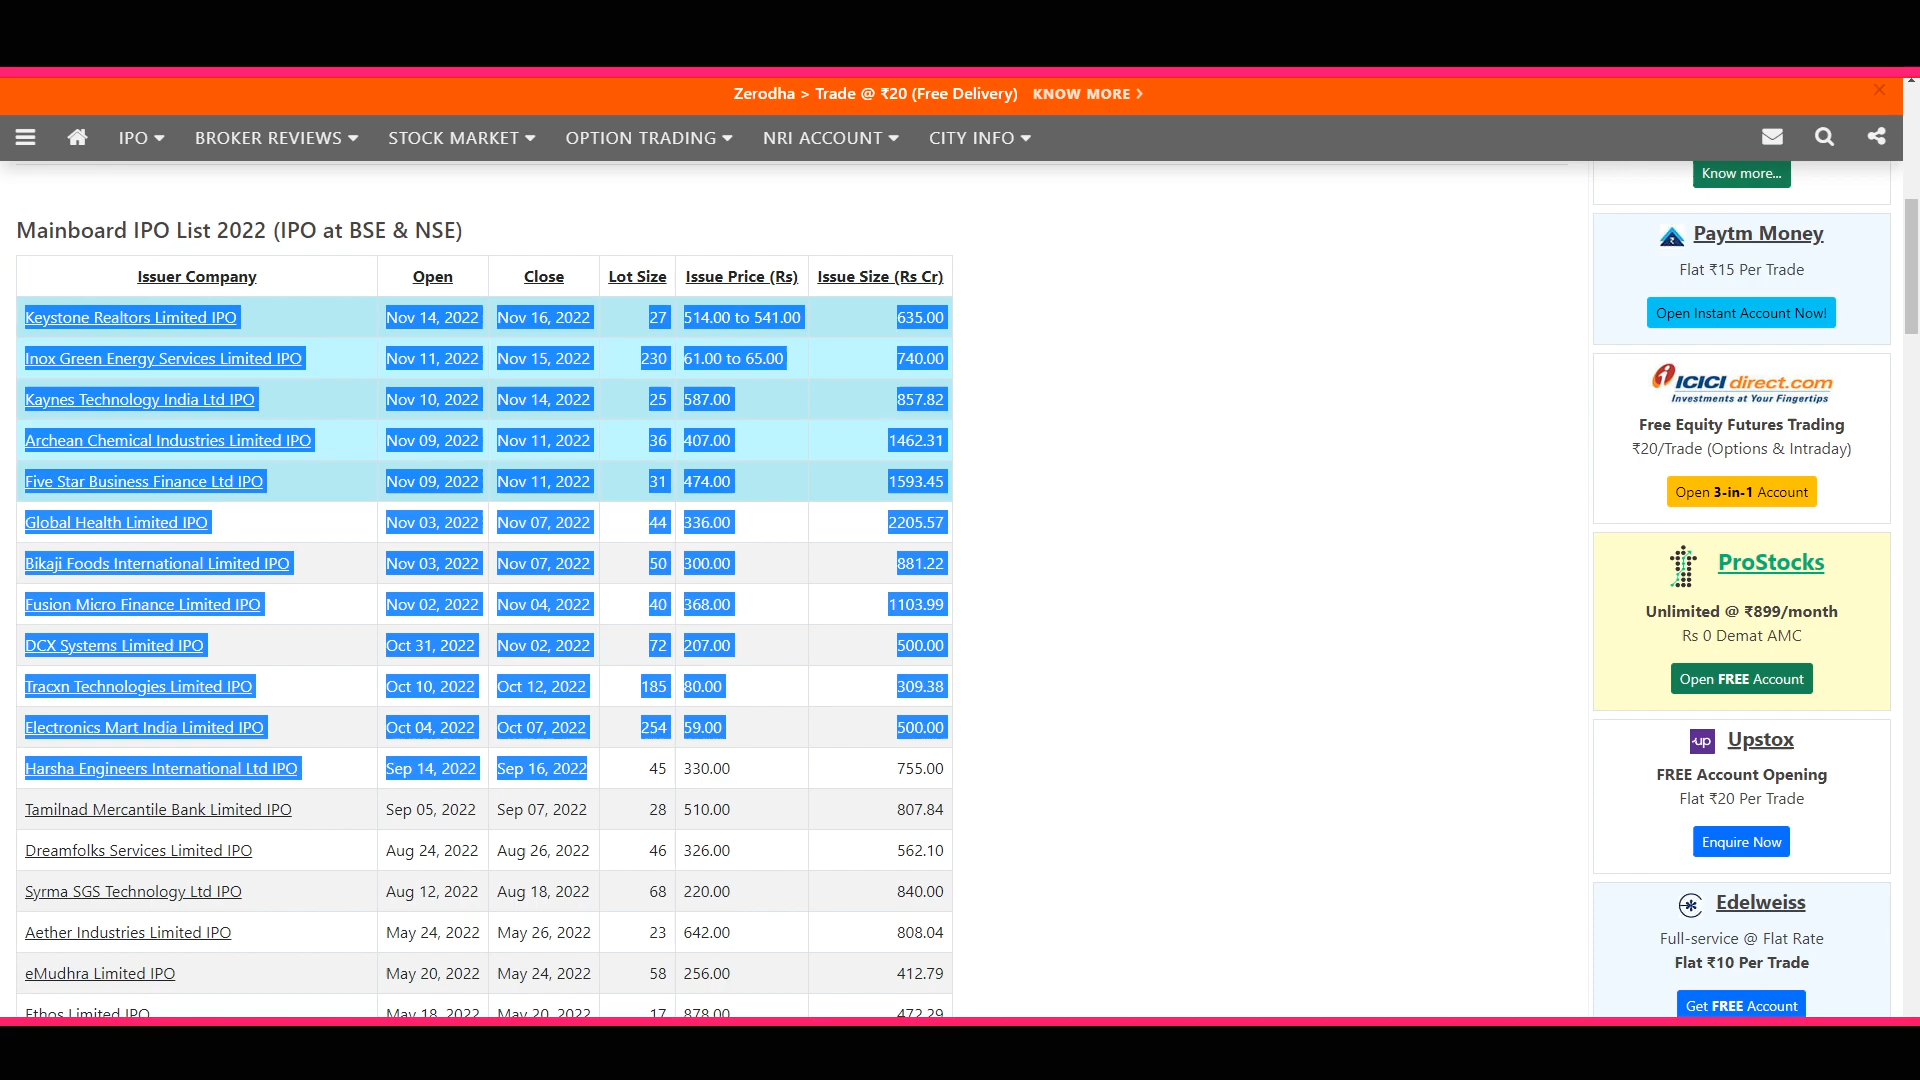 Zerodha > Trade @ ₹20 (Free Delivery) KNOW MORE
IPO BROKER REVIEWS STOCK MARKET OPTION TRADING NRI ACCOUNT CITY INFO
Mainboard IPO List 2022 (IPO at BSE & NSE)
Issuer Company Open Close Lot Size Issue Price (Rs) Issue Size (Rs Cr)
Keystone Realtors Limited IPO Nov 14, 2022 Nov 16, 2022 27 514.00 to 541.00 635.00
Inox Green Energy Services Limited IPO Nov 11, 2022 Nov 15, 2022 230 61.00 to 65.00 740.00
Kaynes Technology India Ltd IPO Nov 10, 2022 Nov 14, 2022 25 587.00 857.82
Archean Chemical Industries Limited IPO Nov 09, 2022 Nov 11, 2022 36 407.00 1462.31
Five Star Business Finance Ltd IPO Nov 09, 2022 Nov 11, 2022 31 474.00 1593.45
Global Health Limited IPO Nov 03, 2022 Nov 07, 2022 44 336.00 2205.57
Bikaji Foods International Limited IPO Nov 03, 2022 Nov 07, 2022 50 300.00 881.22
Fusion Micro Finance Limited IPO Nov 02, 2022 Nov 04, 2022 40 368.00 1103.99
DCX Systems Limited IPO Oct 31, 2022 Nov 02, 2022 72 207.00 500.00
Tracxn Technologies Limited IPO Oct 10, 2022 Oct 12, 2022 185 80.00 309.38
Electronics Mart India Limited IPO Oct 04, 2022 Oct 07, 2022 254 59.00 500.00
Harsha Engineers International Ltd IPO Sep 14, 2022 Sep 16, 2022 45 330.00 755.00
Tamilnad Mercantile Bank Limited IPO Sep 05, 2022 Sep 07, 2022 28 510.00 807.84
Dreamfolks Services Limited IPO Aug 24, 2022 Aug 26, 2022 46 326.00 562.10
Syrma SGS Technology Ltd IPO Aug 12, 2022 Aug 18, 2022 68 220.00 840.00
Aether Industries Limited IPO May 24, 2022 May 26, 2022 23 642.00 808.04
eMudhra Limited IPO May 20, 2022 May 24, 2022 58 256.00 412.79
Ethos Limited IPO May 18, 2022 May 20, 2022 17 878.00 472.29
Know more...
Paytm Money
Flat ₹15 Per Trade
Open Instant Account Now!
ICICI direct.com
Investments at Your Fingertips
Free Equity Futures Trading
₹20/Trade (Options & Intraday)
Open 3-in-1 Account
ProStocks
Unlimited @ ₹899/month
Rs 0 Demat AMC
Open FREE Account
up Upstox
FREE Account Opening
Flat ₹20 Per Trade
Enquire Now
Edelweiss
Full-service @ Flat Rate
Flat ₹10 Per Trade
Get FREE Account